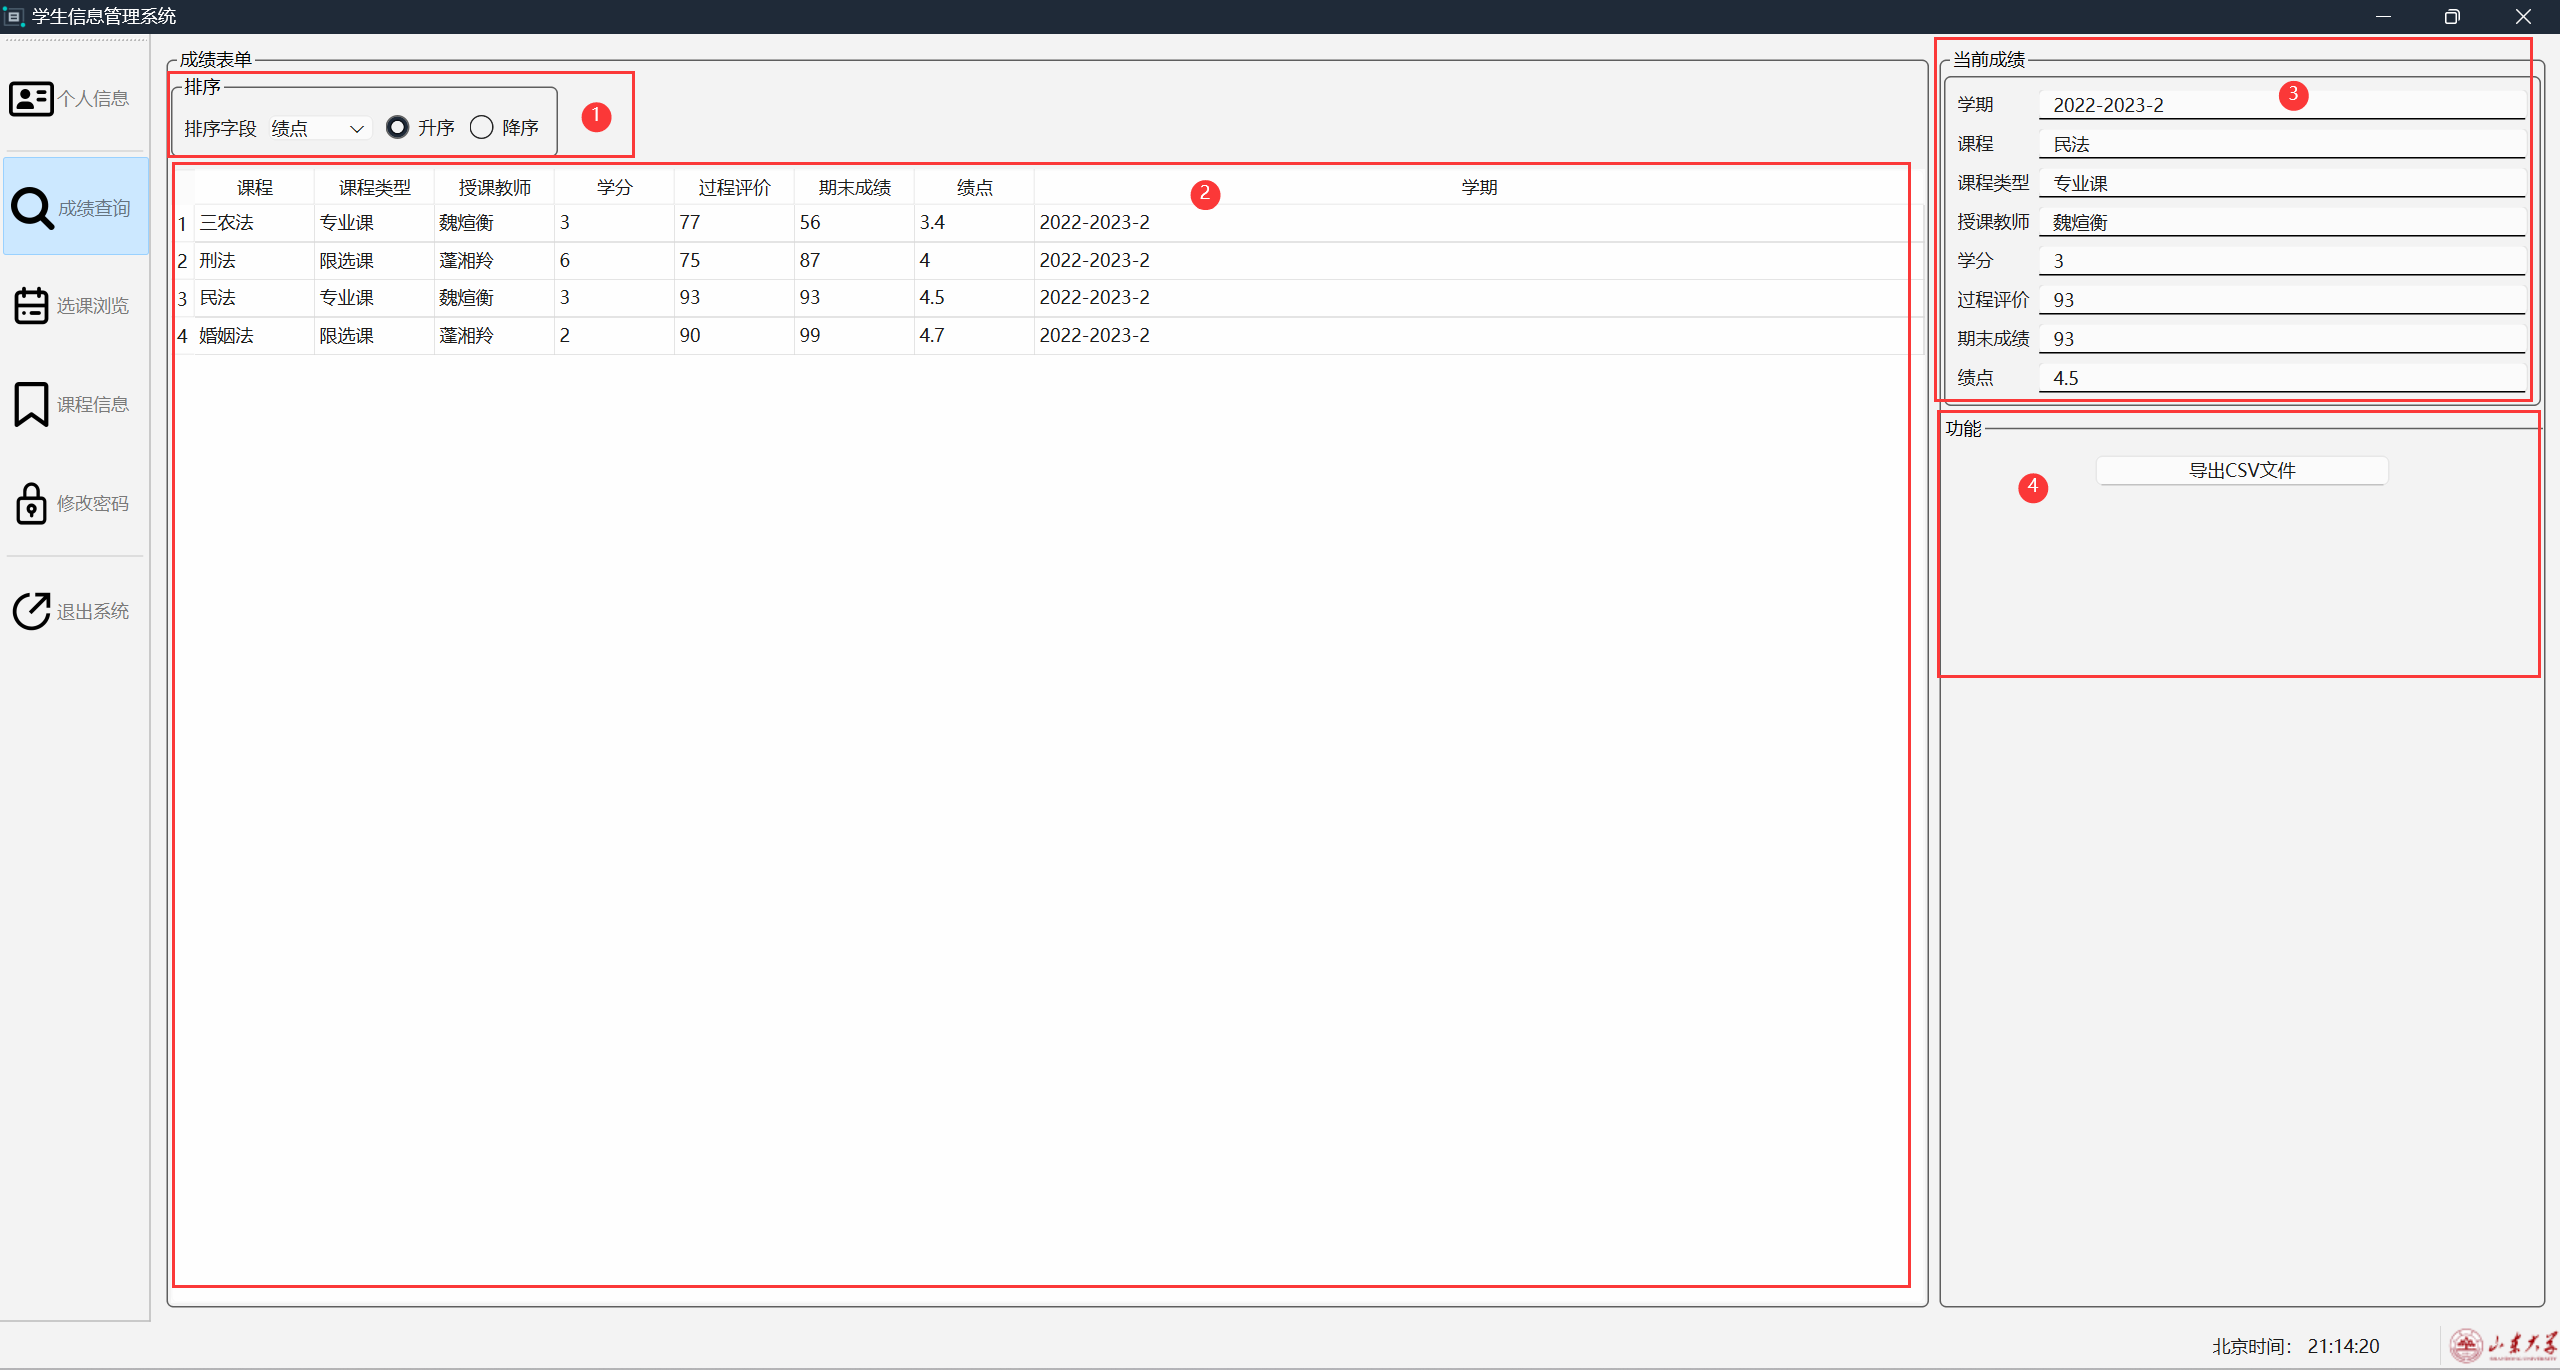 学生信息管理系统
个人信息
成绩查询
选课浏览
课程信息
修改密码
退出系统
成绩表单
排序
排序字段 绩点 升序 降序
1
2
课程 课程类型 授课教师 学分 过程评价 期末成绩 绩点 学期
1 三农法 专业课 魏煊衡 3 77 56 3.4 2022-2023-2
2 刑法 限选课 蓬湘羚 6 75 87 4 2022-2023-2
3 民法 专业课 魏煊衡 3 93 93 4.5 2022-2023-2
4 婚姻法 限选课 蓬湘羚 2 90 99 4.7 2022-2023-2
当前成绩
3
学期 2022-2023-2
课程 民法
课程类型 专业课
授课教师 魏煊衡
学分 3
过程评价 93
期末成绩 93
绩点 4.5
功能
导出CSV文件
4
北京时间： 21:14:20
山东大学